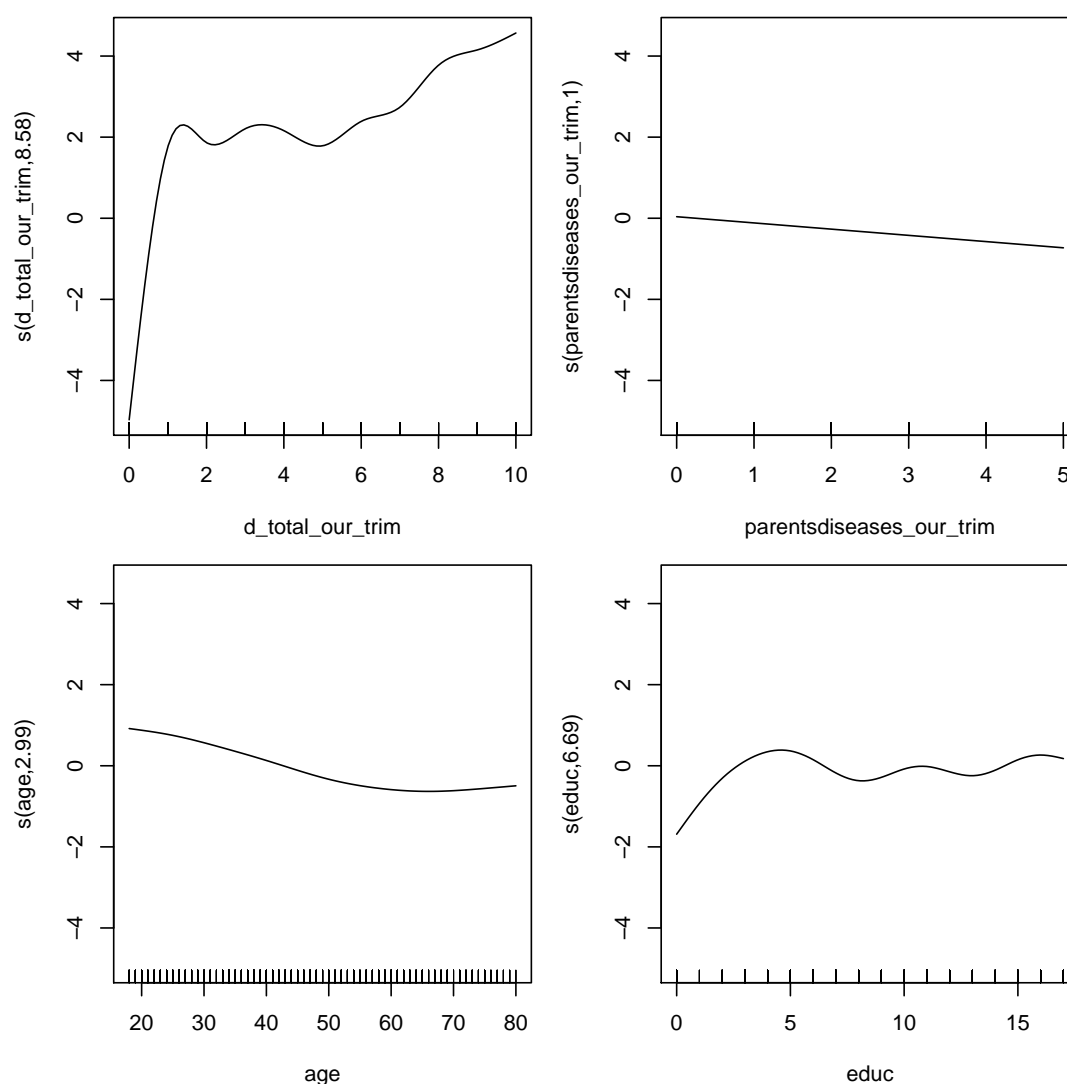 s(d_total_our_trim,8.58)
4
2
0
−2
−4
0 2 4 6 8 10
d_total_our_trim
s(parentsdiseases_our_trim,1)
4
2
0
−2
−4
0 1 2 3 4 5
parentsdiseases_our_trim
s(age,2.99)
4
2
0
−2
−4
20 30 40 50 60 70 80
age
s(educ,6.69)
4
2
0
−2
−4
0 5 10 15
educ